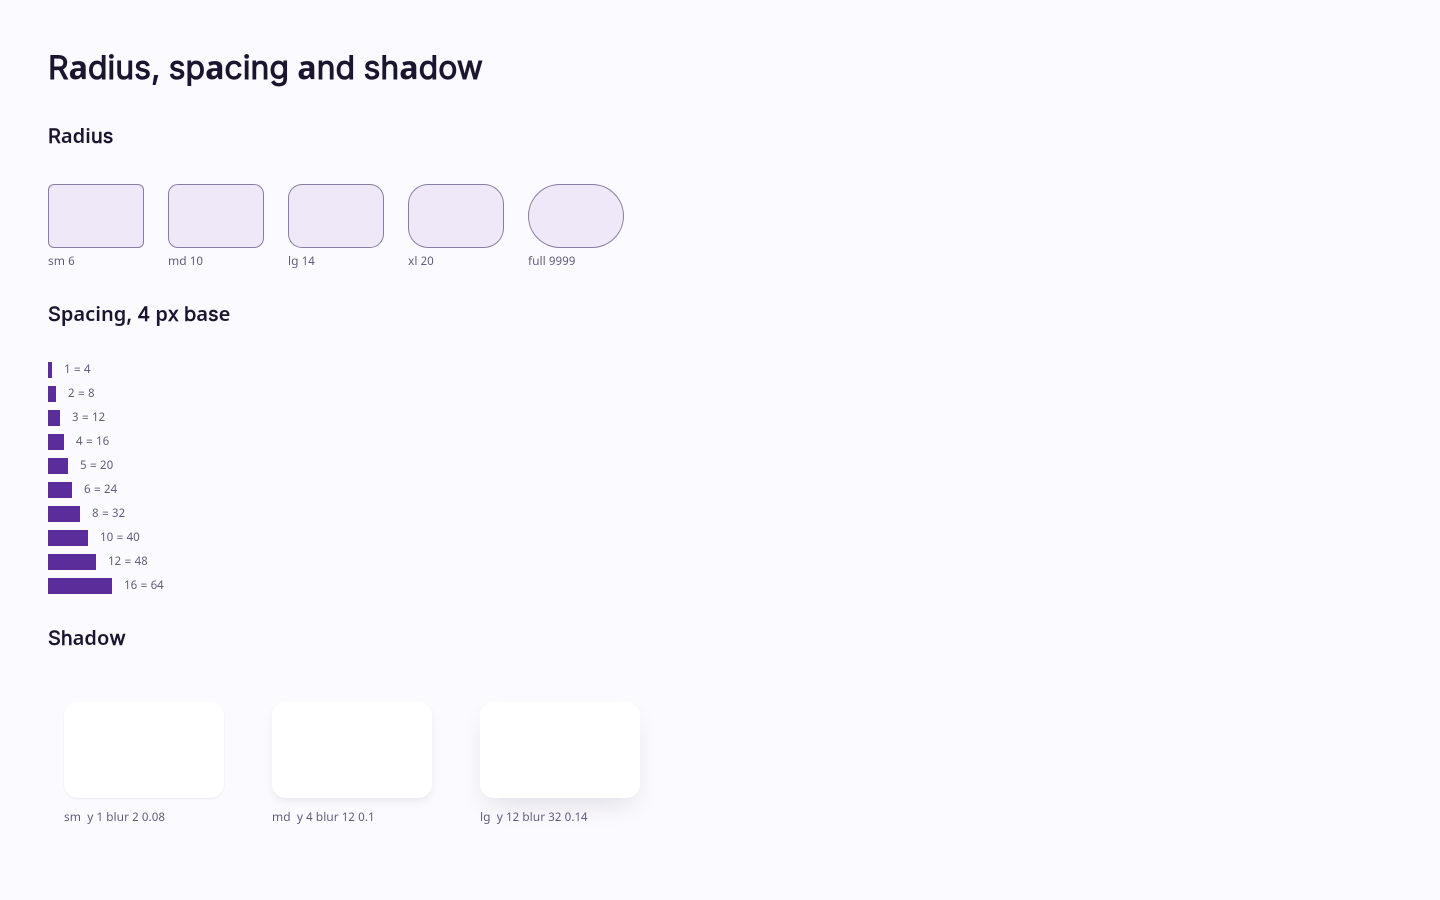 Radius, spacing and shadow
Radius
sm 6
md 10
lg 14
xl 20
full 9999
Spacing, 4 px base
1 = 4
2 = 8
3 = 12
4 = 16
5 = 20
6 = 24
8 = 32
10 = 40
12 = 48
16 = 64
Shadow
sm  y 1 blur 2 0.08
md  y 4 blur 12 0.1
lg  y 12 blur 32 0.14